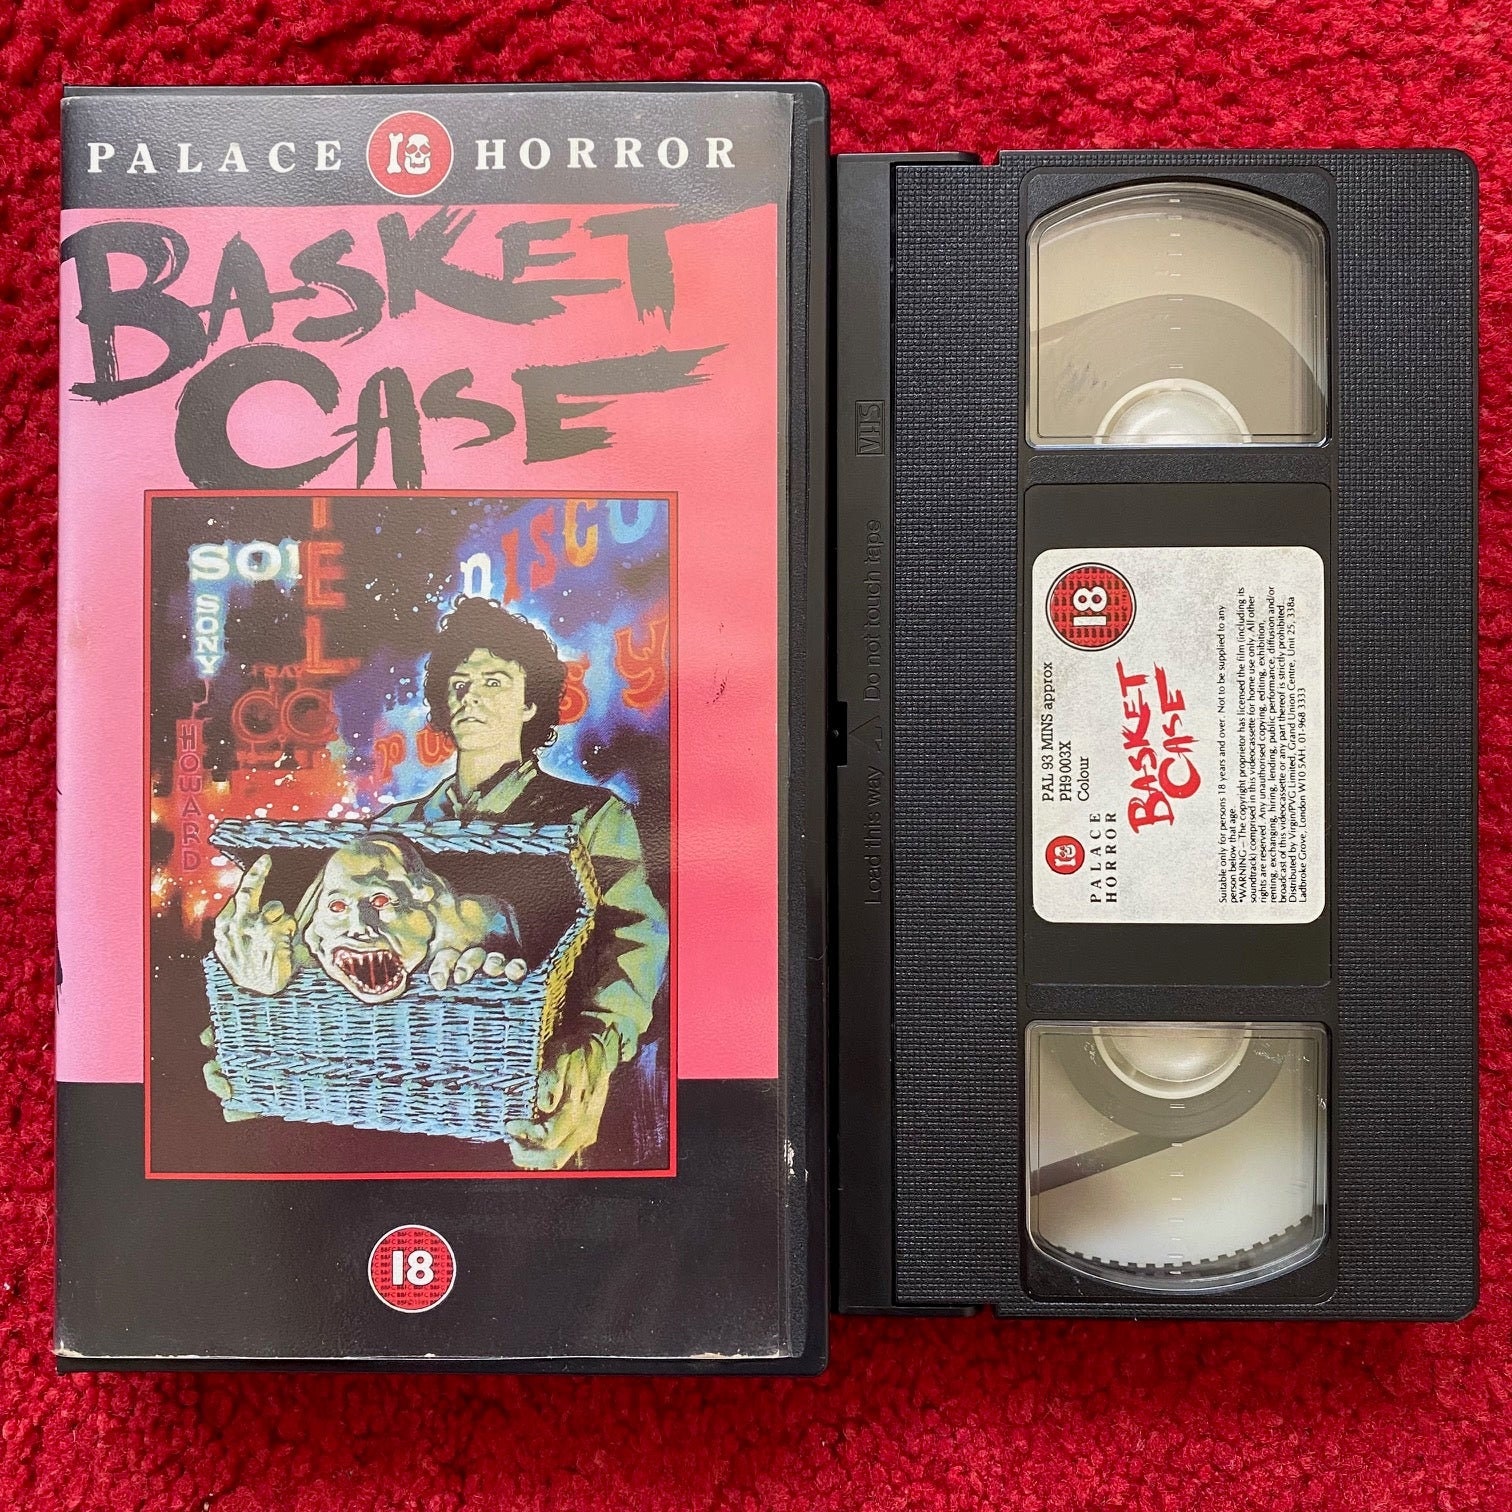 PALACE 18 HORROR
BASKET
CASE
SO!
SONY
HOWARD
DISCO
18
VHS
Do not touch tape
Load this way
18
PAL 93 MINS approx
PH9 003X
Colour
18
PALACE
HORROR
BASKET
CASE
Suitable only for persons 18 years and over. Not to be supplied to any
person below that age.
*WARNING – The copyright proprietor has licensed the film (including its
soundtrack) comprised in this videocassette for home use only. All other
rights are reserved. Any unauthorised copying, editing, exhibition,
renting, exchanging, hiring, lending, public performance, diffusion and/or
broadcast of this videocassette or any part thereof is strictly prohibited.
Distributed by Virgin/PVG Limited, Grand Union Centre, Unit 25, 338a
Ladbroke Grove, London W10 5AH. 01-968 3333